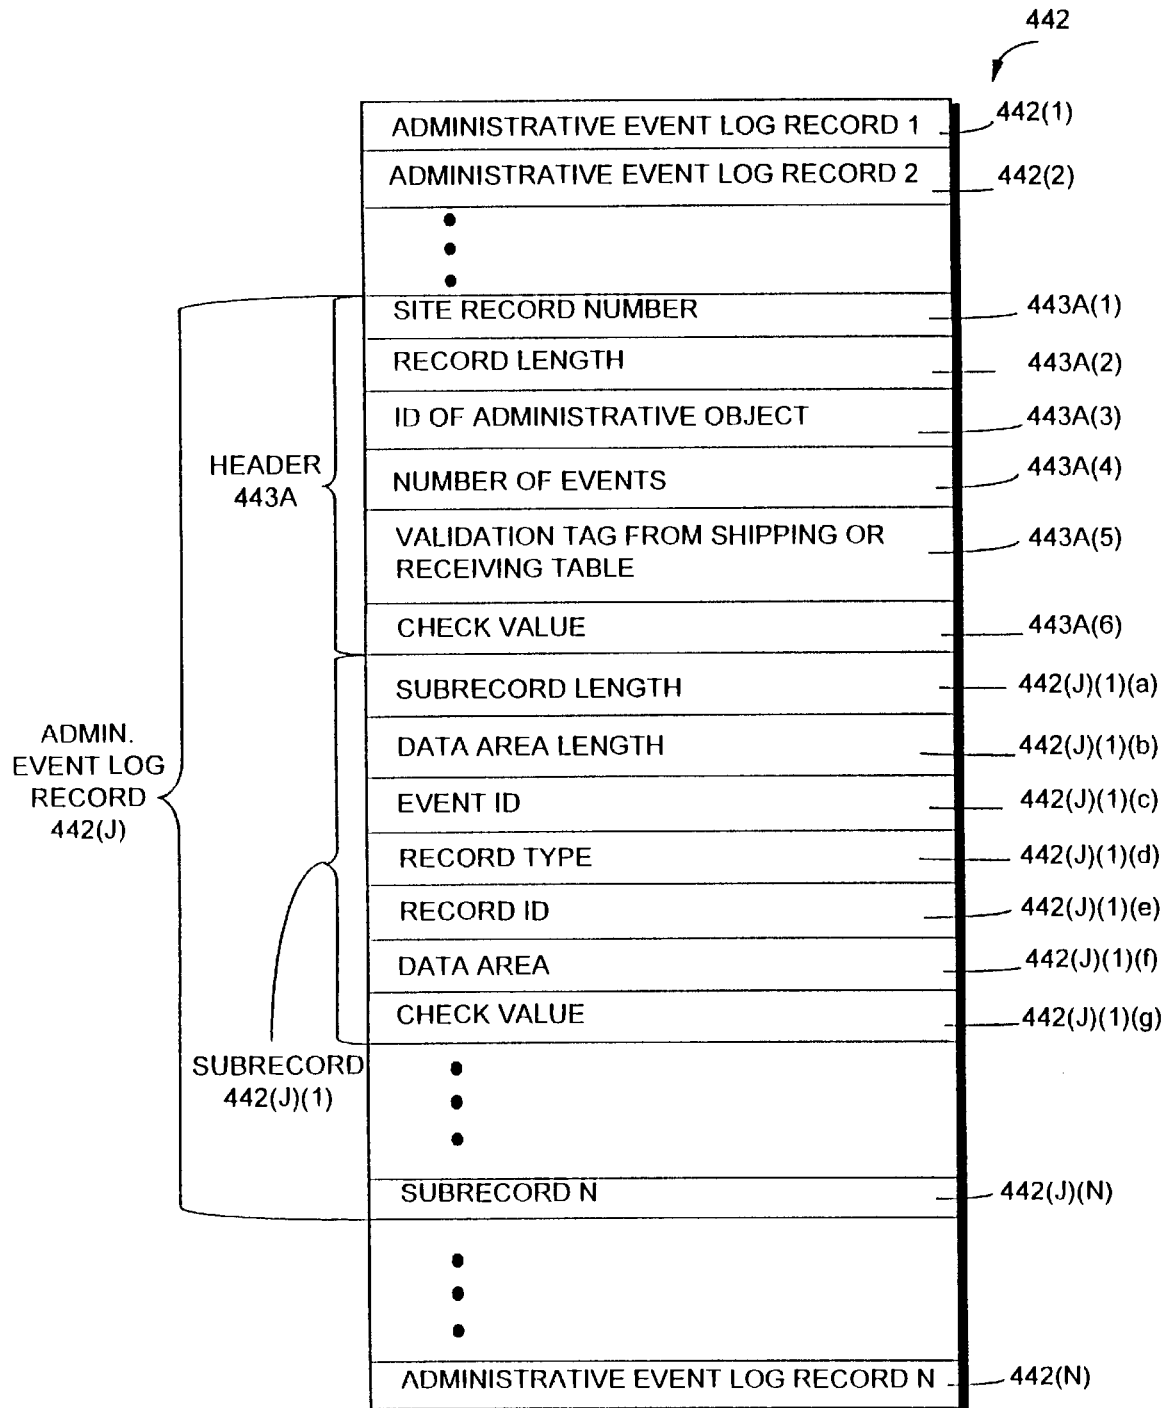 442
ADMINISTRATIVE EVENT LOG RECORD 1 442(1)
ADMINISTRATIVE EVENT LOG RECORD 2 442(2)
SITE RECORD NUMBER 443A(1)
RECORD LENGTH 443A(2)
ID OF ADMINISTRATIVE OBJECT 443A(3)
HEADER
443A
NUMBER OF EVENTS 443A(4)
VALIDATION TAG FROM SHIPPING OR
RECEIVING TABLE
443A(5)
CHECK VALUE 443A(6)
SUBRECORD LENGTH 442(J)(1)(a)
ADMIN.
EVENT LOG
RECORD
442(J)
DATA AREA LENGTH 442(J)(1)(b)
EVENT ID 442(J)(1)(c)
RECORD TYPE 442(J)(1)(d)
RECORD ID 442(J)(1)(e)
DATA AREA 442(J)(1)(f)
CHECK VALUE 442(J)(1)(g)
SUBRECORD
442(J)(1)
SUBRECORD N 442(J)(N)
ADMINISTRATIVE EVENT LOG RECORD N 442(N)